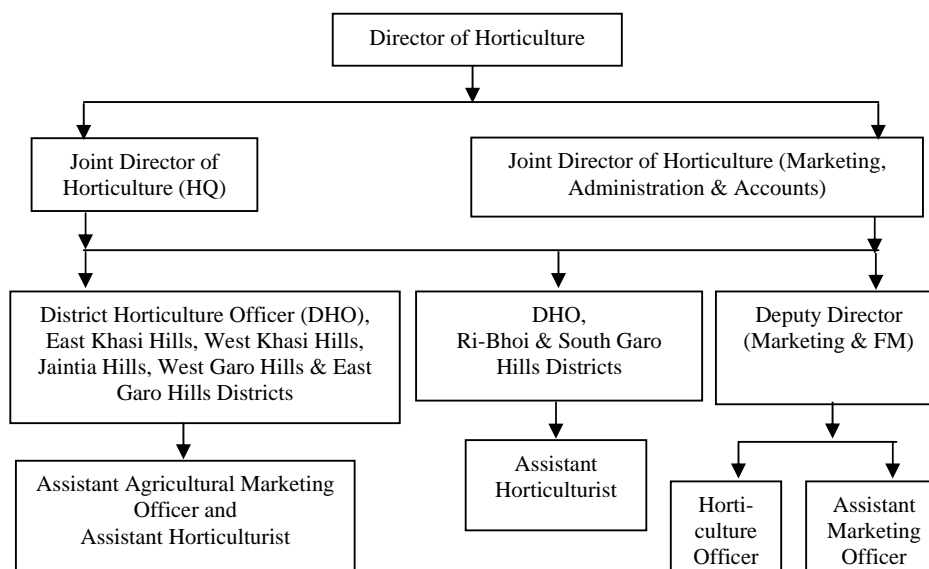 Director of Horticulture
Joint Director of
Horticulture (HQ)
Joint Director of Horticulture (Marketing,
Administration & Accounts)
District Horticulture Officer (DHO),
East Khasi Hills, West Khasi Hills,
Jaintia Hills, West Garo Hills & East
Garo Hills Districts
DHO,
Ri-Bhoi & South Garo
Hills Districts
Deputy Director
(Marketing & FM)
Assistant Agricultural Marketing
Officer and
Assistant Horticulturist
Assistant
Horticulturist
Horti-
culture
Officer
Assistant
Marketing
Officer